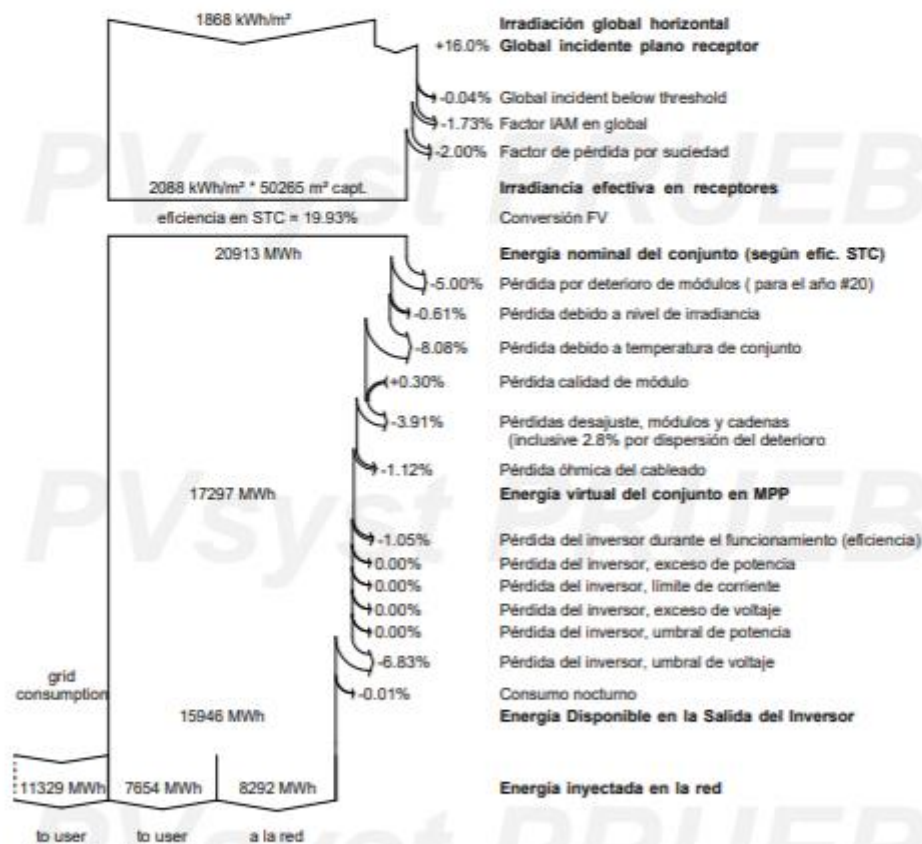 1868 kWh/m²
Irradiación global horizontal
+16.0% Global incidente plano receptor
-0.04% Global incident below threshold
-1.73% Factor IAM en global
-2.00% Factor de pérdida por suciedad
2088 kWh/m² * 50265 m² capt. Irradiancia efectiva en receptores
eficiencia en STC = 19.93% Conversión FV
20913 MWh Energía nominal del conjunto (según efic. STC)
-5.00% Pérdida por deterioro de módulos ( para el año #20)
-0.61% Pérdida debido a nivel de irradiancia
-8.08% Pérdida debido a temperatura de conjunto
+0.30% Pérdida calidad de módulo
-3.91% Pérdidas desajuste, módulos y cadenas
(inclusive 2.8% por dispersión del deterioro
-1.12% Pérdida óhmica del cableado
17297 MWh Energía virtual del conjunto en MPP
-1.05% Pérdida del inversor durante el funcionamiento (eficiencia)
0.00% Pérdida del inversor, exceso de potencia
0.00% Pérdida del inversor, límite de corriente
0.00% Pérdida del inversor, exceso de voltaje
0.00% Pérdida del inversor, umbral de potencia
-6.83% Pérdida del inversor, umbral de voltaje
grid
consumption
-0.01% Consumo nocturno
15946 MWh Energía Disponible en la Salida del Inversor
11329 MWh 7654 MWh 8292 MWh Energía inyectada en la red
to user to user a la red
PVsyst PRUEB
PVsyst PRUEB
PVsyst PRUEB